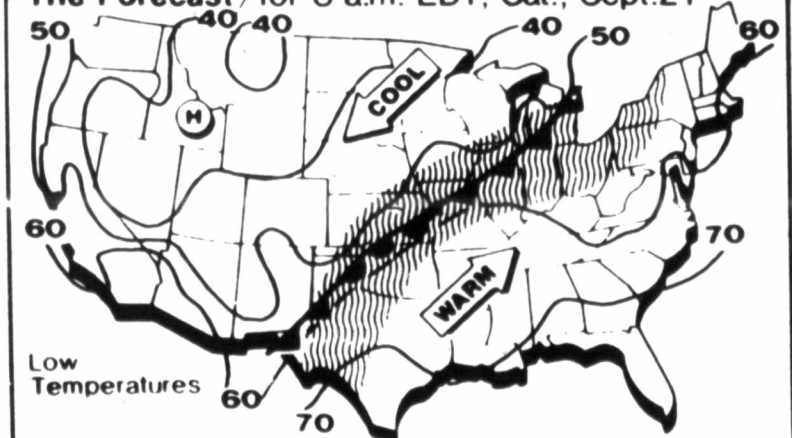 The Forecast / for 8 a.m. EDT, Sat., Sept.21
50 40 40 40 50 60
COOL
H
60
70
WARM
Low
Temperatures
60
70